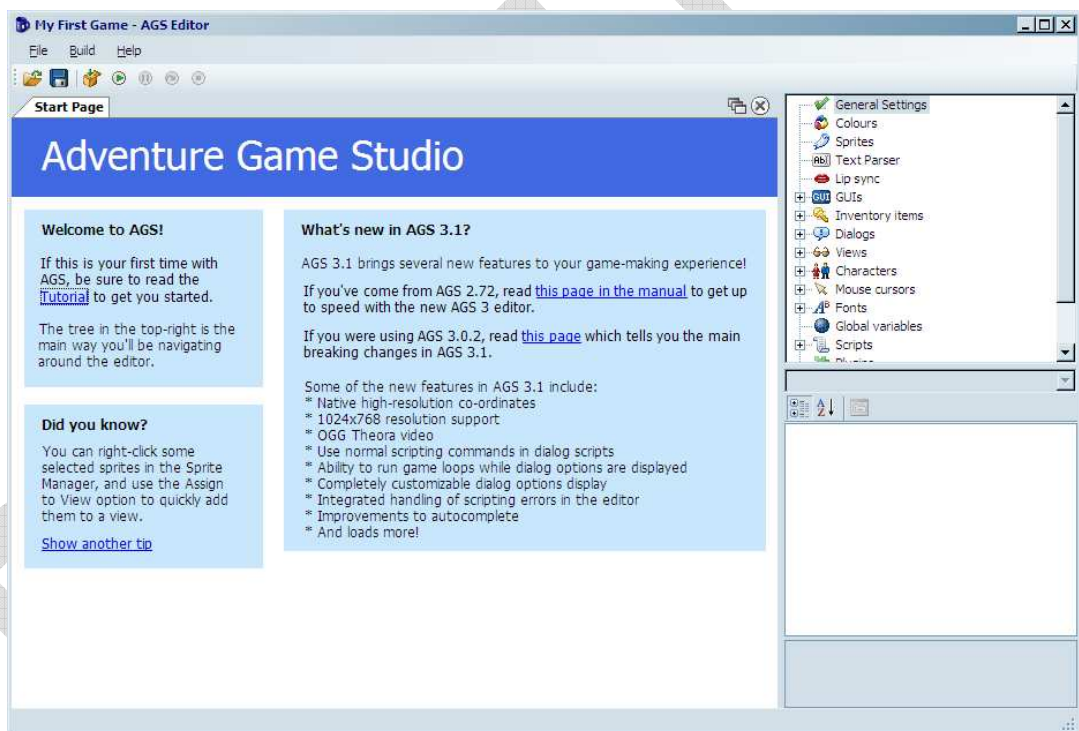 My First Game - AGS Editor
File Build Help
Start Page
Adventure Game Studio
Welcome to AGS!
If this is your first time with
AGS, be sure to read the
Tutorial to get you started.
The tree in the top-right is the
main way you'll be navigating
around the editor.
Did you know?
You can right-click some
selected sprites in the Sprite
Manager, and use the Assign
to View option to quickly add
them to a view.
Show another tip
What's new in AGS 3.1?
AGS 3.1 brings several new features to your game-making experience!
If you've come from AGS 2.72, read this page in the manual to get up
to speed with the new AGS 3 editor.
If you were using AGS 3.0.2, read this page which tells you the main
breaking changes in AGS 3.1.
Some of the new features in AGS 3.1 include:
* Native high-resolution co-ordinates
* 1024x768 resolution support
* OGG Theora video
* Use normal scripting commands in dialog scripts
* Ability to run game loops while dialog options are displayed
* Completely customizable dialog options display
* Integrated handling of scripting errors in the editor
* Improvements to autocomplete
* And loads more!
General Settings
Colours
Sprites
Ab Text Parser
Lip sync
GUI GUIs
Inventory items
Dialogs
Views
Characters
Mouse cursors
Fonts
Global variables
Scripts